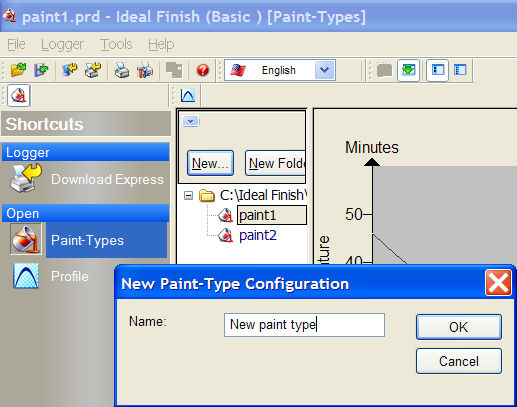 paint1.prd - Ideal Finish (Basic ) [Paint-Types]
File Logger Tools Help
English
Shortcuts
Logger
Download Express
Open
Paint-Types
Profile
New... New Folde
C:\Ideal Finish\
paint1
paint2
Minutes
50
40
New Paint-Type Configuration
Name: New paint type OK
Cancel